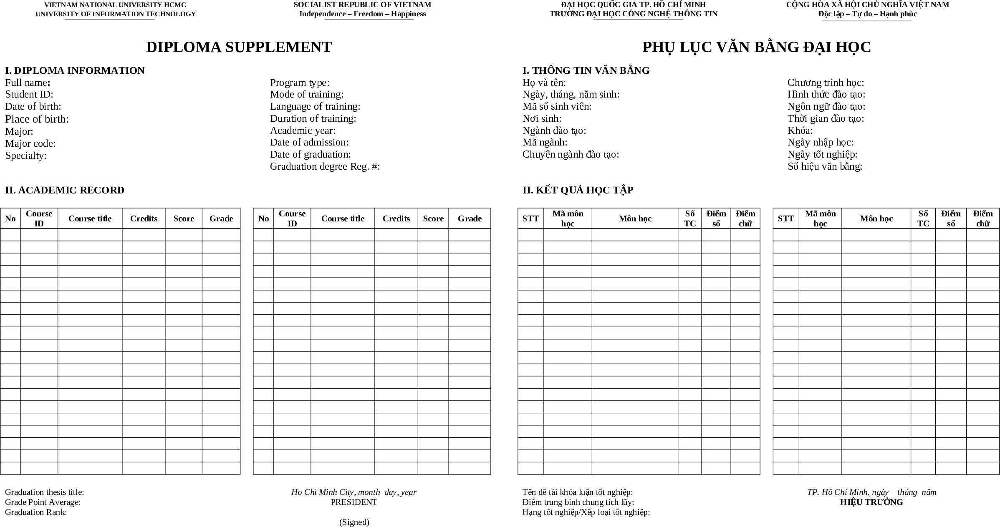 VIETNAM NATIONAL UNIVERSITY HCMC
UNIVERSITY OF INFORMATION TECHNOLOGY
SOCIALIST REPUBLIC OF VIETNAM
Independence – Freedom – Happiness
DIPLOMA SUPPLEMENT
I. DIPLOMA INFORMATION
Full name:
Student ID:
Date of birth:
Place of birth:
Major:
Major code:
Specialty:
Program type:
Mode of training:
Language of training:
Duration of training:
Academic year:
Date of admission:
Date of graduation:
Graduation degree Reg. #:
II. ACADEMIC RECORD
No Course ID Course title Credits Score Grade
No Course ID Course title Credits Score Grade
Graduation thesis title:
Grade Point Average:
Graduation Rank:
Ho Chi Minh City, month day, year
PRESIDENT
(Signed)
ĐẠI HỌC QUỐC GIA TP. HỒ CHÍ MINH
TRƯỜNG ĐẠI HỌC CÔNG NGHỆ THÔNG TIN
CỘNG HÒA XÃ HỘI CHỦ NGHĨA VIỆT NAM
Độc lập – Tự do – Hạnh phúc
PHỤ LỤC VĂN BẰNG ĐẠI HỌC
I. THÔNG TIN VĂN BẰNG
Họ và tên:
Ngày, tháng, năm sinh:
Mã số sinh viên:
Nơi sinh:
Ngành đào tạo:
Mã ngành:
Chuyên ngành đào tạo:
Chương trình học:
Hình thức đào tạo:
Ngôn ngữ đào tạo:
Thời gian đào tạo:
Khóa:
Ngày nhập học:
Ngày tốt nghiệp:
Số hiệu văn bằng:
II. KẾT QUẢ HỌC TẬP
STT Mã môn học Môn học Số TC Điểm số Điểm chữ
STT Mã môn học Môn học Số TC Điểm số Điểm chữ
Tên đề tài khóa luận tốt nghiệp:
Điểm trung bình chung tích lũy:
Hạng tốt nghiệp/Xếp loại tốt nghiệp:
TP. Hồ Chí Minh, ngày tháng năm
HIỆU TRƯỞNG